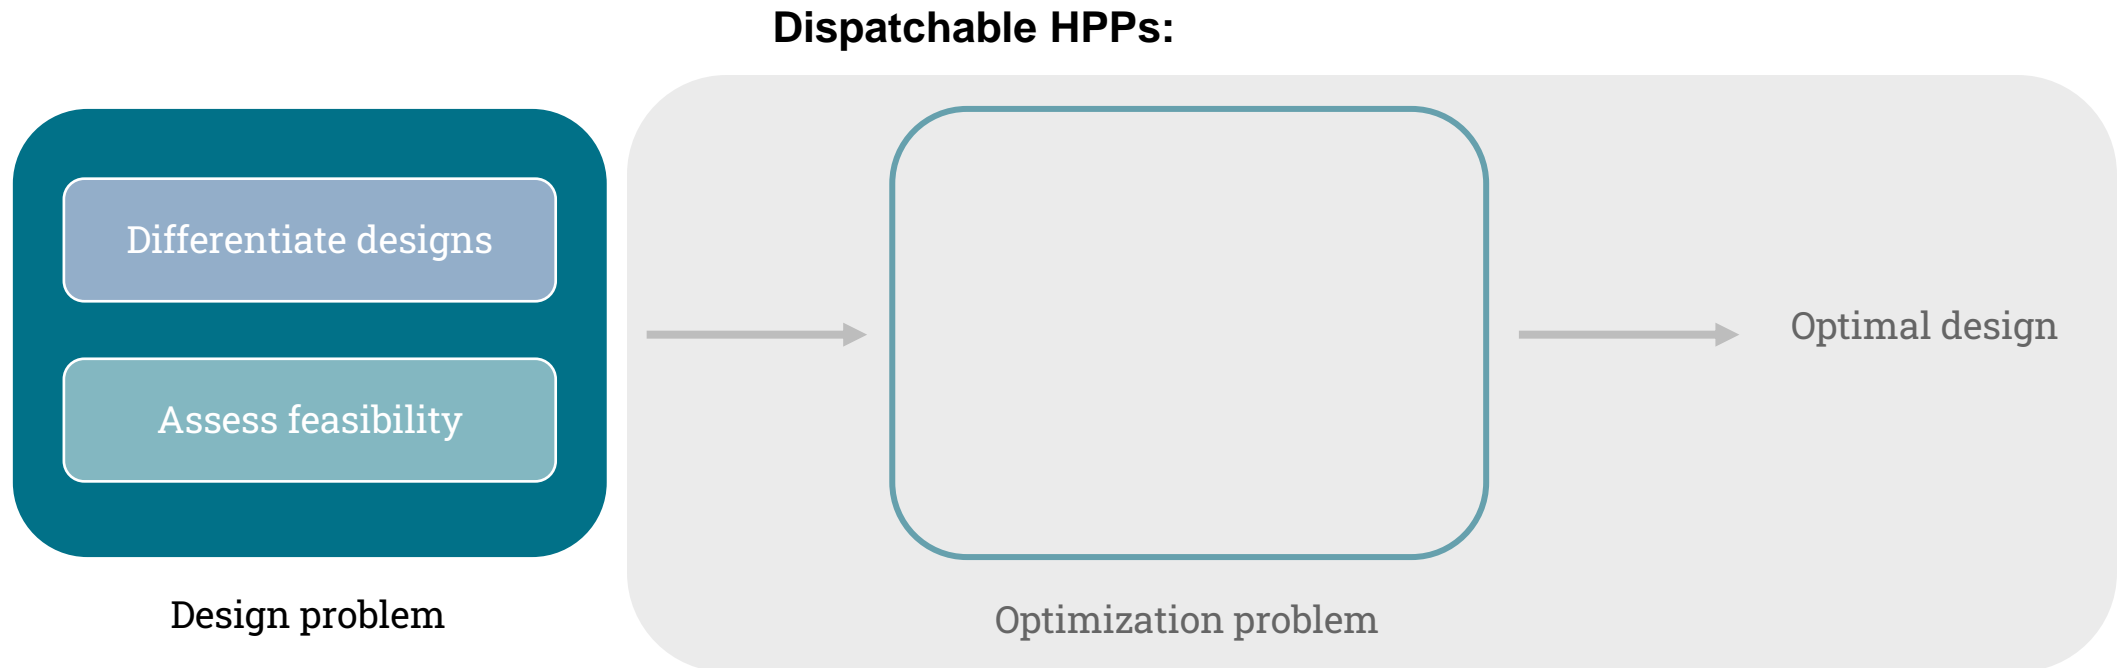 Dispatchable HPPs:
Differentiate designs
Assess feasibility
Optimal design
Design problem
Optimization problem